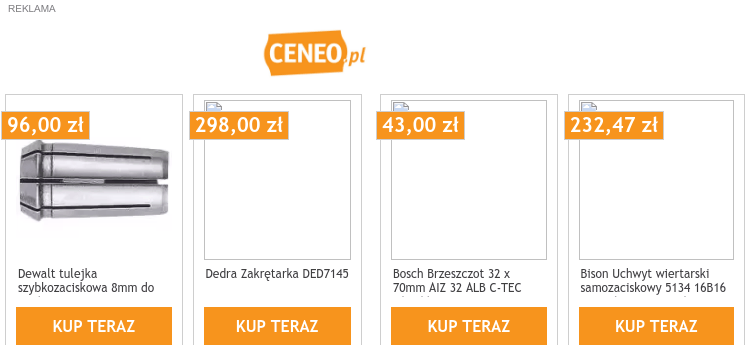 REKLAMA
CENEO.pl
96,00 zł
298,00 zł
43,00 zł
232,47 zł
Dewalt tulejka
szybkozaciskowa 8mm do
Dedra Zakrętarka DED7145
Bosch Brzeszczot 32 x
70mm AIZ 32 ALB C-TEC
Bison Uchwyt wiertarski
samozaciskowy 5134 16B16
KUP TERAZ
KUP TERAZ
KUP TERAZ
KUP TERAZ